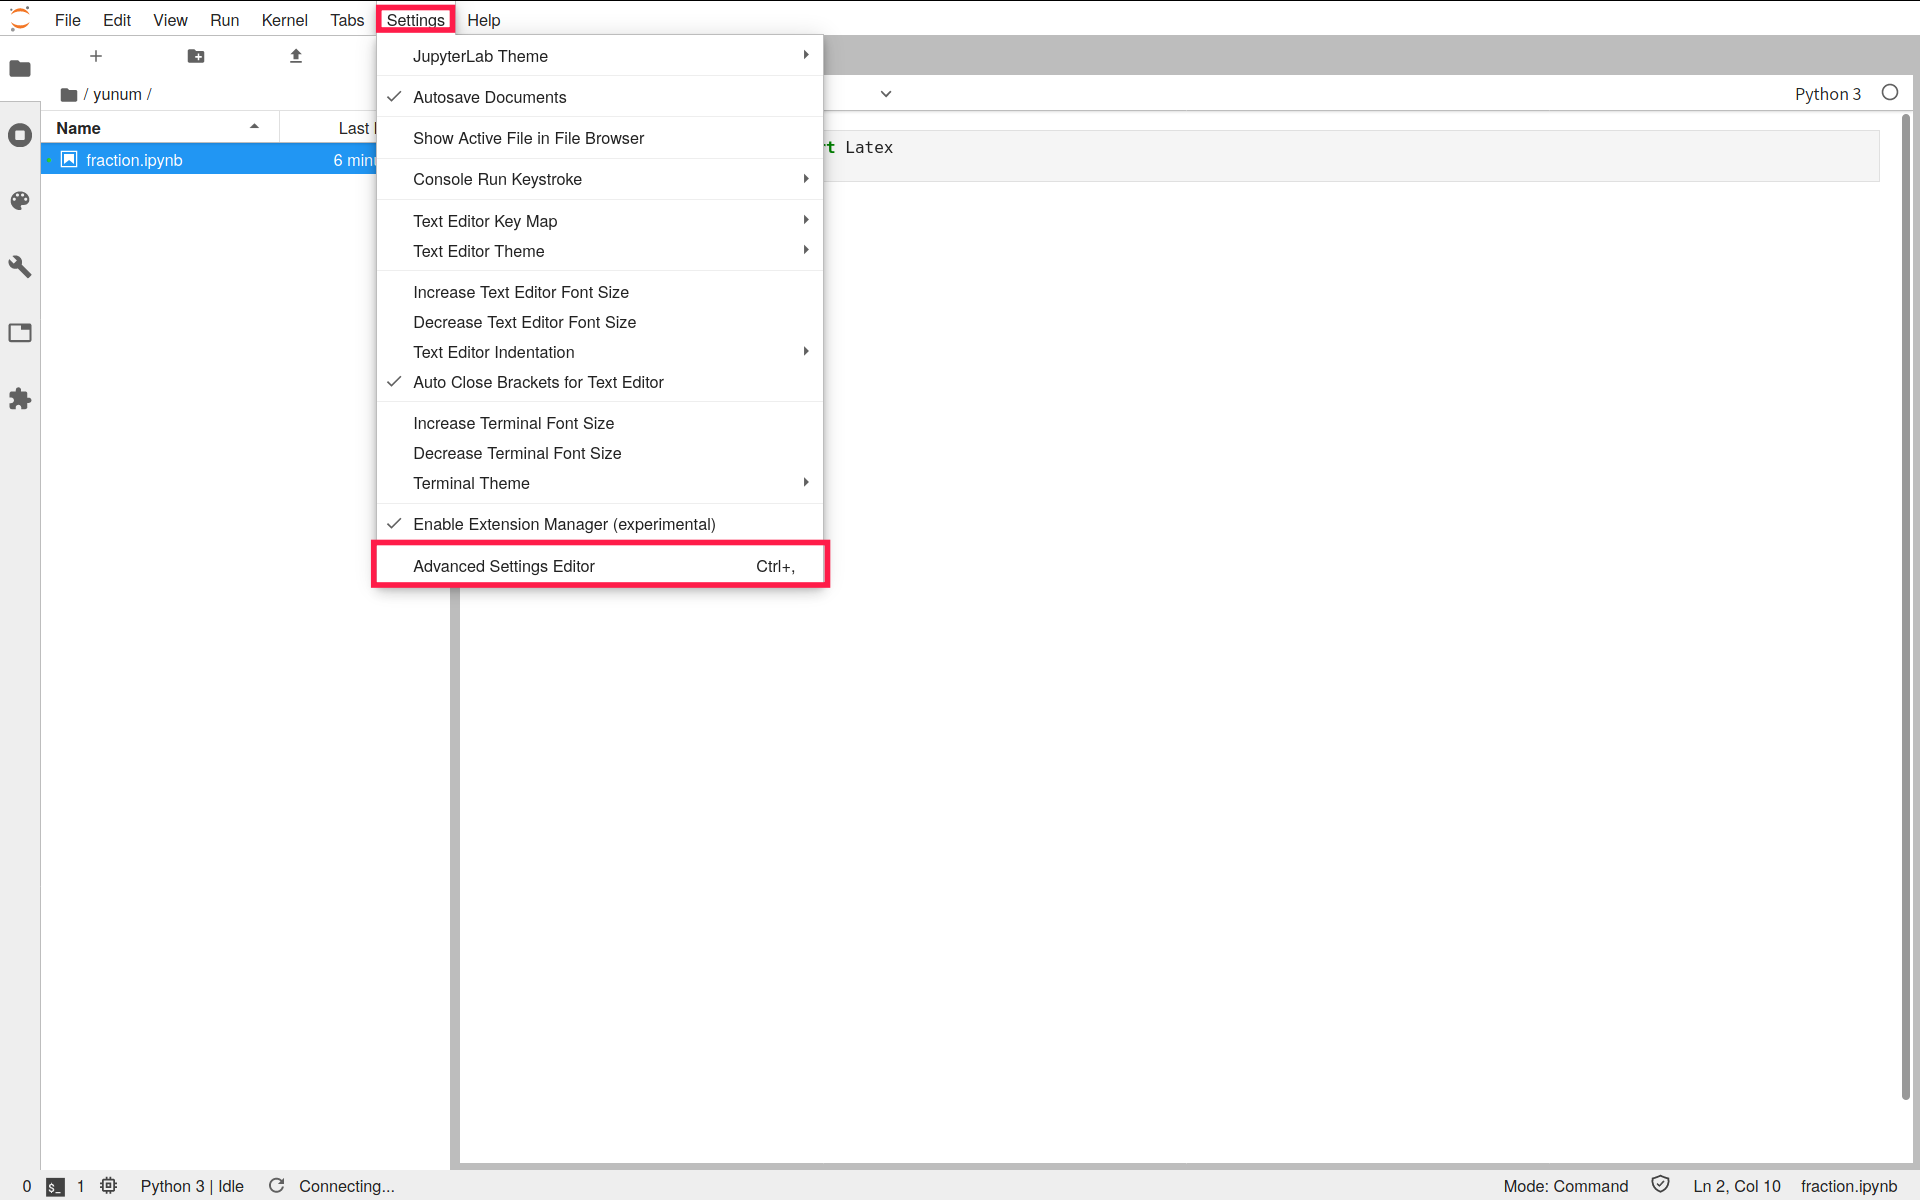 File Edit View Run Kernel Tabs Settings Help
JupyterLab Theme
/ yunum /
Autosave Documents
Python 3
Name
Last
Show Active File in File Browser
rt Latex
fraction.ipynb
6 minu
Console Run Keystroke
Text Editor Key Map
Text Editor Theme
Increase Text Editor Font Size
Decrease Text Editor Font Size
Text Editor Indentation
Auto Close Brackets for Text Editor
Increase Terminal Font Size
Decrease Terminal Font Size
Terminal Theme
Enable Extension Manager (experimental)
Advanced Settings Editor Ctrl+,
0 $_ 1 Python 3 | Idle Connecting... Mode: Command Ln 2, Col 10 fraction.ipynb